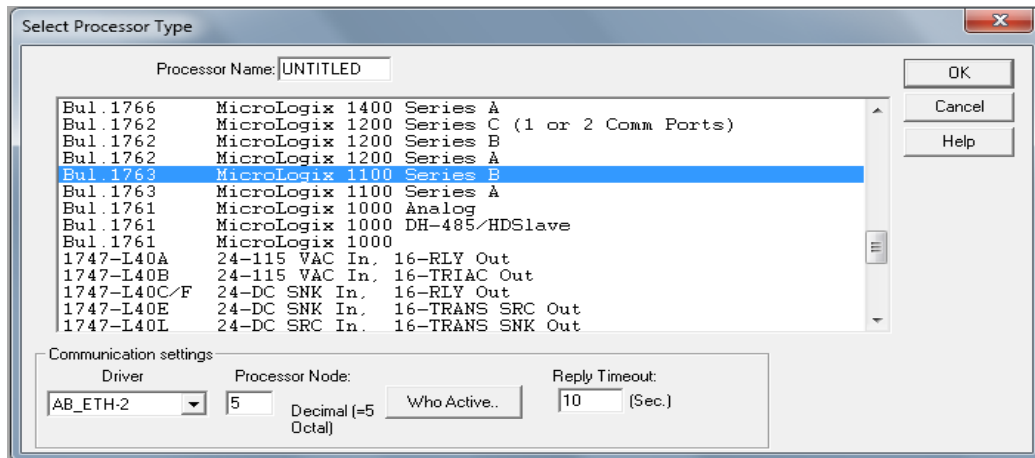 Select Processor Type
Processor Name: UNTITLED
OK
Cancel
Help
Bul.1766 MicroLogix 1400 Series A
Bul.1762 MicroLogix 1200 Series C (1 or 2 Comm Ports)
Bul.1762 MicroLogix 1200 Series B
Bul.1762 MicroLogix 1200 Series A
Bul.1763 MicroLogix 1100 Series B
Bul.1763 MicroLogix 1100 Series A
Bul.1761 MicroLogix 1000 Analog
Bul.1761 MicroLogix 1000 DH-485/HDSlave
Bul.1761 MicroLogix 1000
1747-L40A 24-115 VAC In, 16-RLY Out
1747-L40B 24-115 VAC In, 16-TRIAC Out
1747-L40C/F 24-DC SNK In, 16-RLY Out
1747-L40E 24-DC SNK In, 16-TRANS SRC Out
1747-L40L 24-DC SRC In, 16-TRANS SNK Out
Communication settings
Driver Processor Node: Reply Timeout:
AB_ETH-2 5 Decimal (=5 Octal) Who Active.. 10 (Sec.)